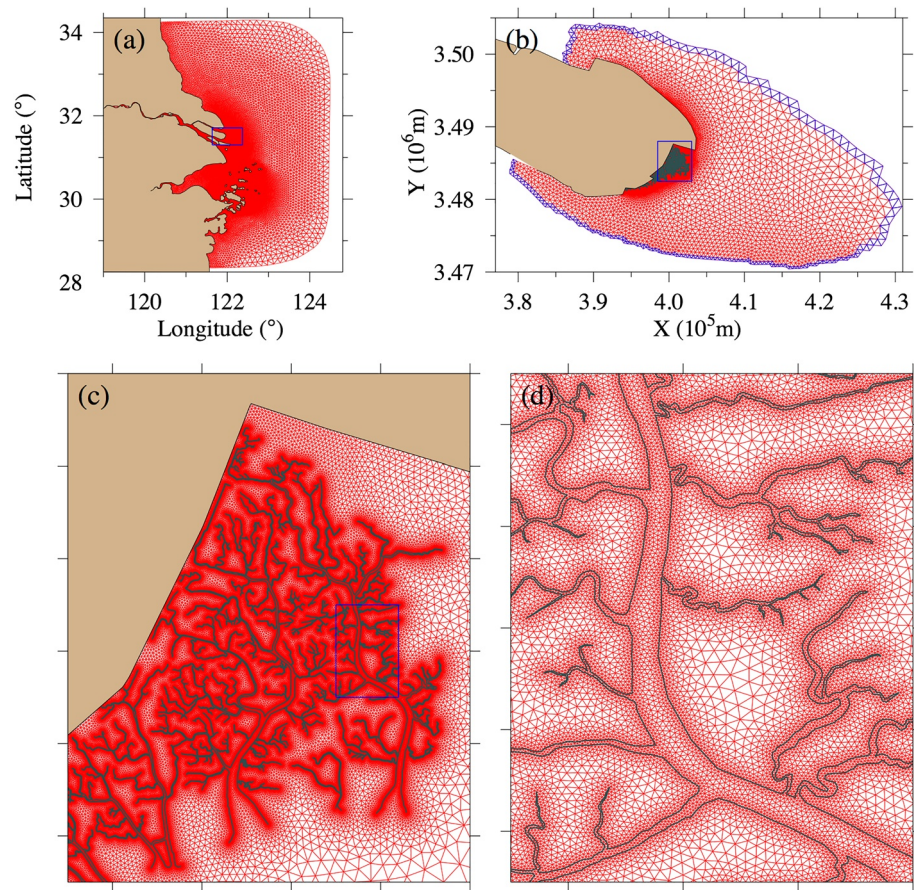 (a)
34
32
30
28
Latitude (°)
120
122
124
Longitude (°)
(b)
3.50
3.49
3.48
3.47
Y (10⁶m)
3.8
3.9
4.0
4.1
4.2
4.3
X (10⁵m)
(c)
(d)